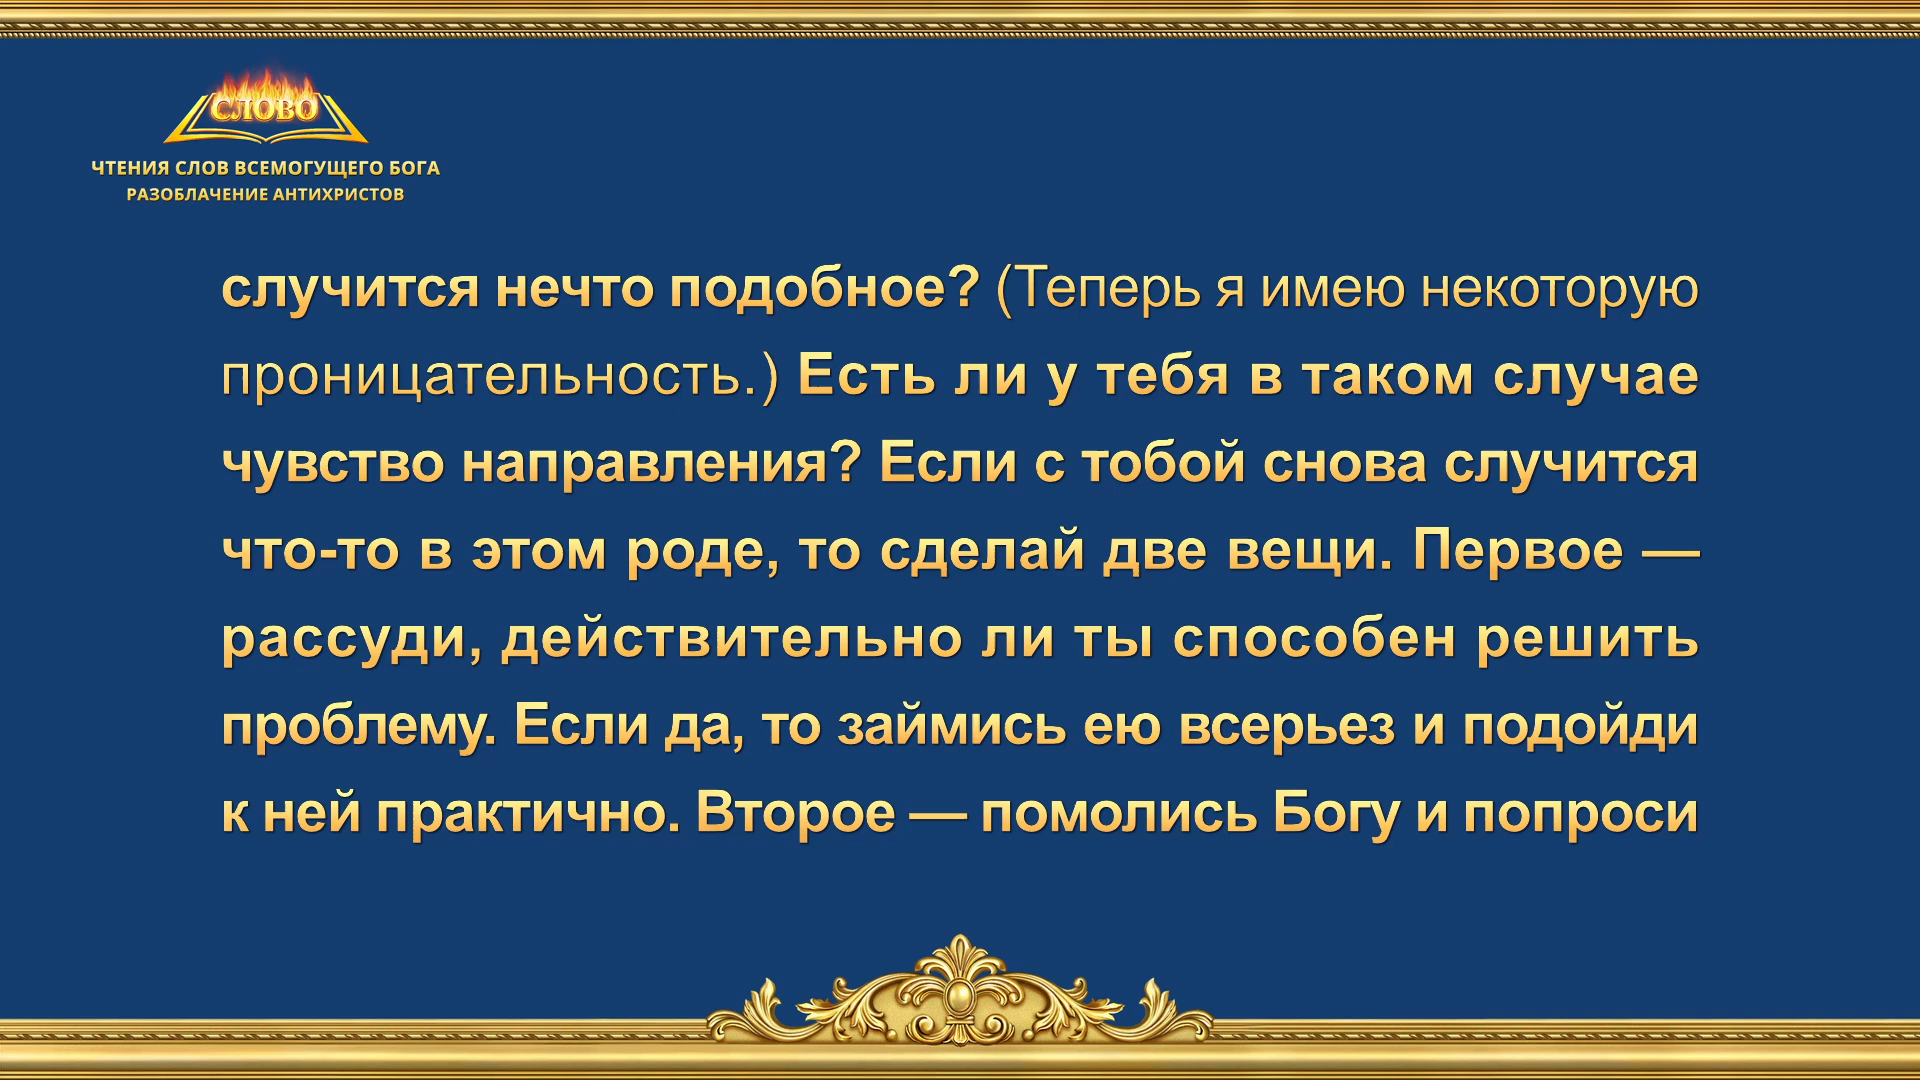 СЛОВО
ЧТЕНИЯ СЛОВ ВСЕМОГУЩЕГО БОГА
РАЗОБЛАЧЕНИЕ АНТИХРИСТОВ
случится нечто подобное? (Теперь я имею некоторую
проницательность.) Есть ли у тебя в таком случае
чувство направления? Если с тобой снова случится
что-то в этом роде, то сделай две вещи. Первое —
рассуди, действительно ли ты способен решить
проблему. Если да, то займись ею всерьез и подойди
к ней практично. Второе — помолись Богу и попроси